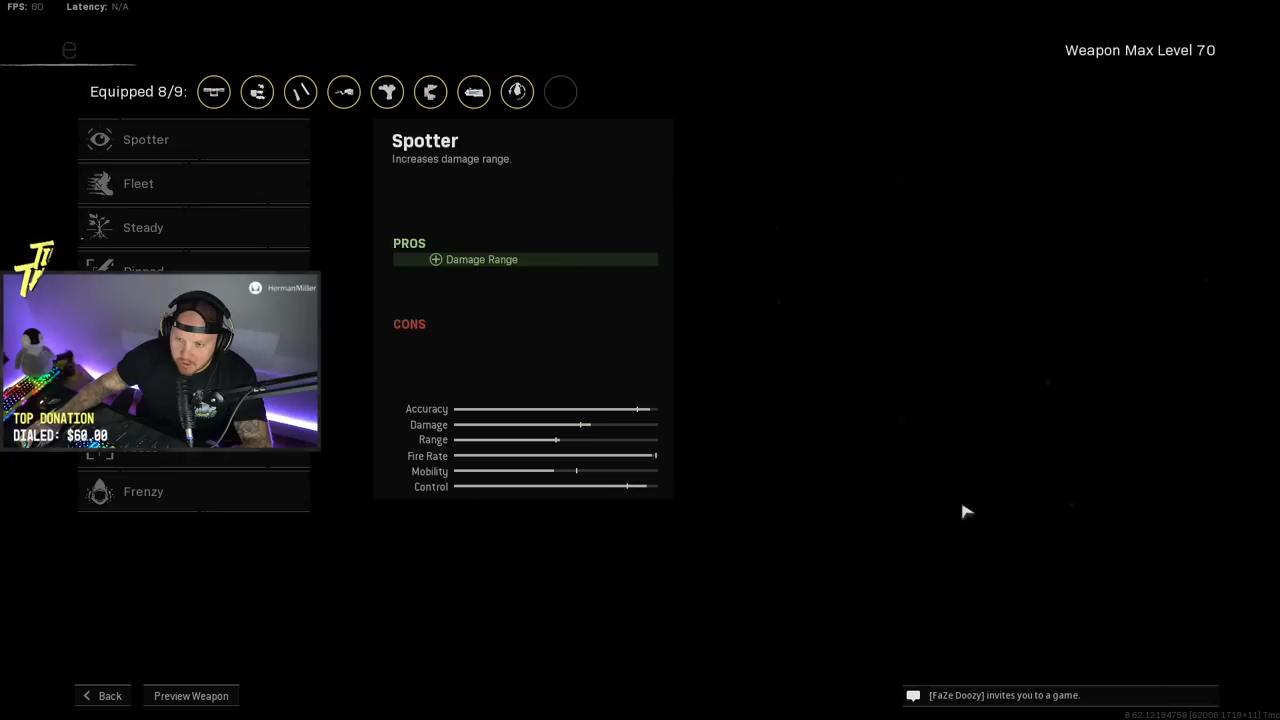 FPS: 60 Latency: N/A
e
Weapon Max Level 70
Equipped 8/9:
Spotter
Fleet
Steady
Frenzy
Spotter
Increases damage range.
PROS
Damage Range
CONS
Accuracy
Damage
Range
Fire Rate
Mobility
Control
HermanMiller
TOP DONATION
DIALED: $60.00
Back
Preview Weapon
[FaZe Doozy] invites you to a game.